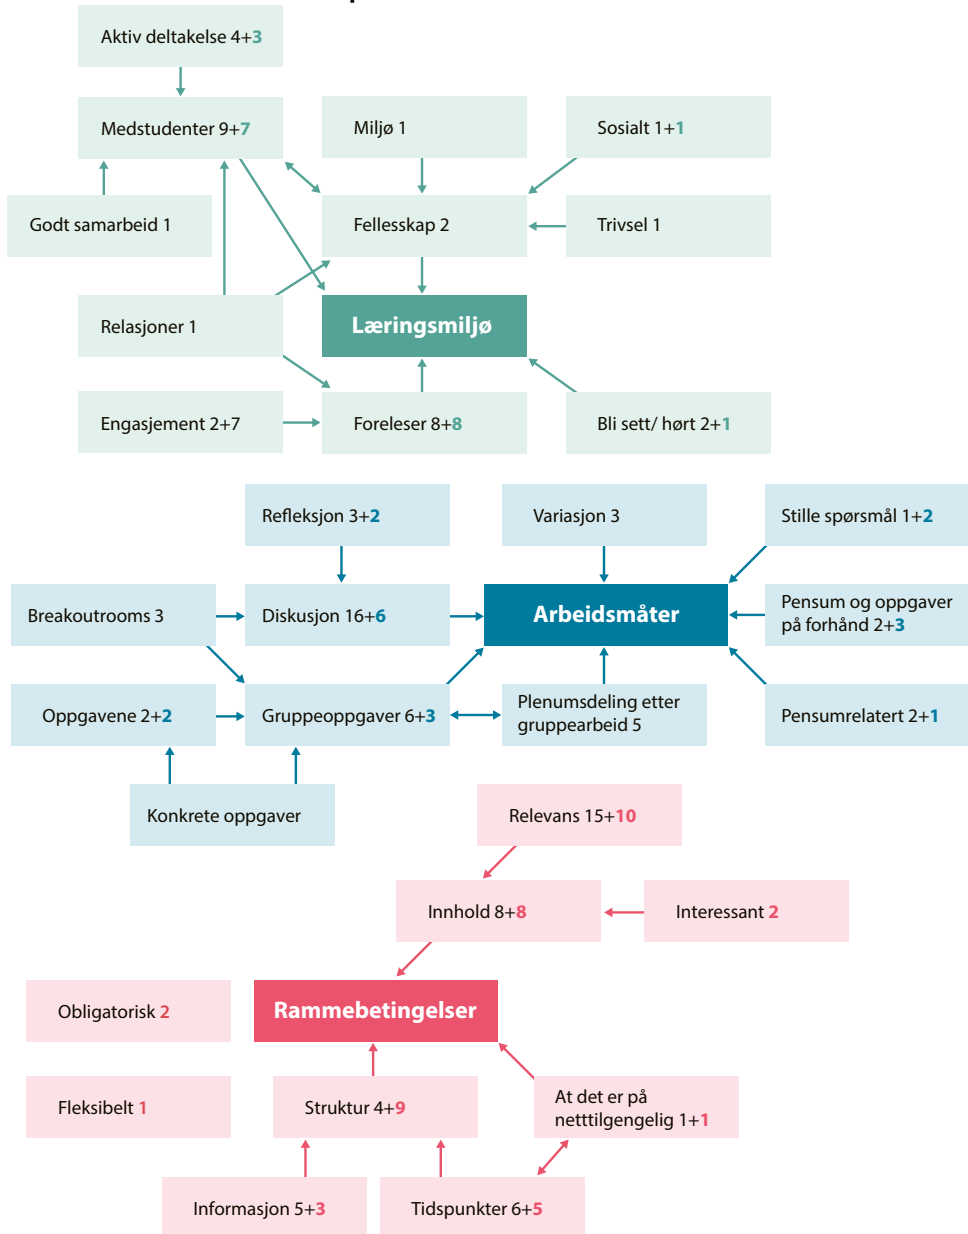 Aktiv deltakelse 4+3
Medstudenter 9+7
Miljø 1
Sosialt 1+1
Godt samarbeid 1
Fellesskap 2
Trivsel 1
Relasjoner 1
Læringsmiljø
Engasjement 2+7
Foreleser 8+8
Bli sett/ hørt 2+1
Refleksjon 3+2
Variasjon 3
Stille spørsmål 1+2
Breakoutrooms 3
Diskusjon 16+6
Arbeidsmåter
Pensum og oppgaver
på forhånd 2+3
Oppgavene 2+2
Gruppeoppgaver 6+3
Plenumsdeling etter
gruppearbeid 5
Pensumrelatert 2+1
Konkrete oppgaver
Relevans 15+10
Innhold 8+8
Interessant 2
Obligatorisk 2
Rammebetingelser
Fleksibelt 1
Struktur 4+9
At det er på
netttilgengelig 1+1
Informasjon 5+3
Tidspunkter 6+5